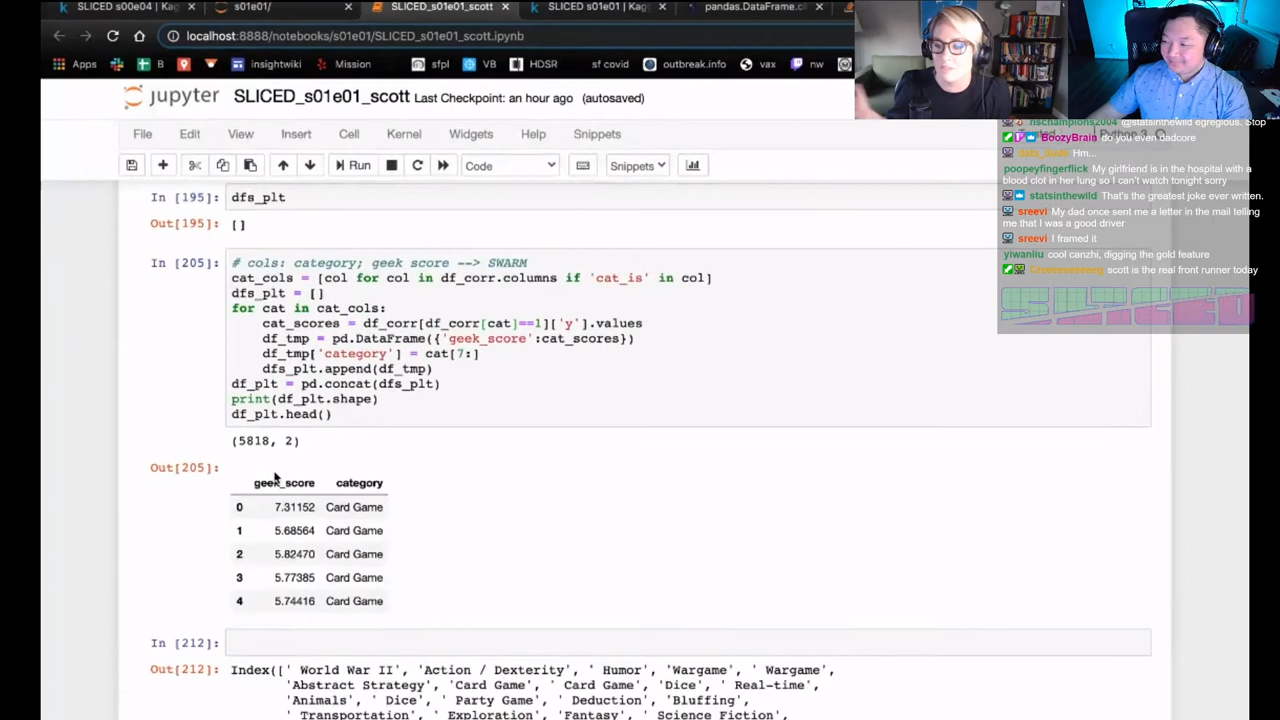 SLICED s00e04 | Kag
s01e01/
SLICED_s01e01_scott
SLICED s01e01 | Kag
pandas.DataFrame.c
localhost:8888/notebooks/s01e01/SLICED_s01e01_scott.ipynb
Apps
B
insightwiki
Mission
sfpl
VB
HDSR
sf covid
outbreak.info
vax
nw
jupyter
SLICED_s01e01_scott Last Checkpoint: an hour ago (autosaved)
File Edit View Insert Cell Kernel Widgets Help Snippets
Run
Code
Snippets
In [195]: dfs_plt
Out[195]: []
In [205]: # cols: category; geek score --> SWARM
cat_cols = [col for col in df_corr.columns if 'cat_is' in col]
dfs_plt = []
for cat in cat_cols:
cat_scores = df_corr[df_corr[cat]==1]['y'].values
df_tmp = pd.DataFrame({'geek_score':cat_scores})
df_tmp['category'] = cat[7:]
dfs_plt.append(df_tmp)
df_plt = pd.concat(dfs_plt)
print(df_plt.shape)
df_plt.head()
(5818, 2)
Out[205]:
geek_score category
0 7.31152 Card Game
1 5.68564 Card Game
2 5.82470 Card Game
3 5.77385 Card Game
4 5.74416 Card Game
In [212]:
Out[212]: Index([' World War II', 'Action / Dexterity', ' Humor', 'Wargame', ' Wargame',
'Abstract Strategy', 'Card Game', ' Card Game', 'Dice', ' Real-time',
'Animals', ' Dice', ' Party Game', ' Deduction', 'Bluffing',
' Transportation', ' Exploration', 'Fantasy', ' Science Fiction',
@statsinthewild egregious. Stop
BoozyBrain do you even dadcore
Hm...
poopeyfingerflick My girlfriend is in the hospital with a
blood clot in her lung so I can't watch tonight sorry
statsinthewild That's the greatest joke ever written.
sreevi My dad once sent me a letter in the mail telling
me that I was a good driver
sreevi I framed it
yiwanliu cool canzhi, digging the gold feature
scott is the real front runner today
SLICED